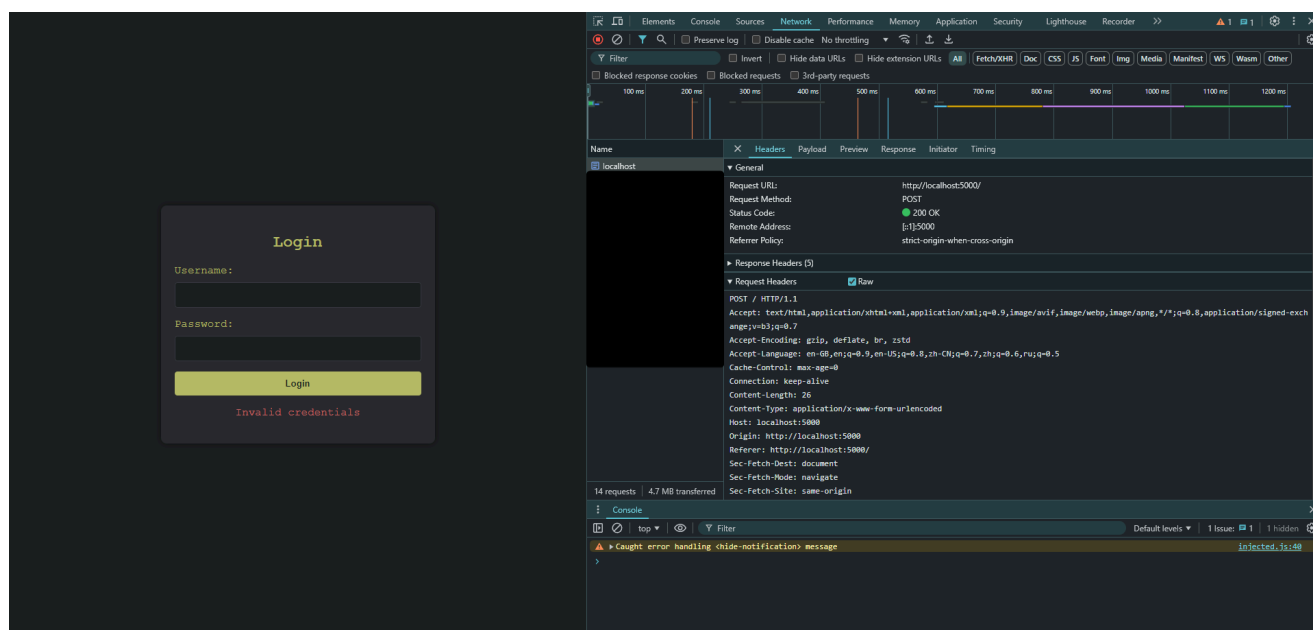 Login
Username:
Password:
Login
Invalid credentials
Elements Console Sources Network Performance Memory Application Security Lighthouse Recorder >> 1 1
Preserve log Disable cache No throttling
Filter Invert Hide data URLs Hide extension URLs All Fetch/XHR Doc CSS JS Font Img Media Manifest WS Wasm Other
Blocked response cookies Blocked requests 3rd-party requests
100 ms 200 ms 300 ms 400 ms 500 ms 600 ms 700 ms 800 ms 900 ms 1000 ms 1100 ms 1200 ms
Name Headers Payload Preview Response Initiator Timing
localhost
General
Request URL: http://localhost:5000/
Request Method: POST
Status Code: 200 OK
Remote Address: [::1]:5000
Referrer Policy: strict-origin-when-cross-origin
Response Headers (5)
Request Headers Raw
POST / HTTP/1.1
Accept: text/html,application/xhtml+xml,application/xml;q=0.9,image/avif,image/webp,image/apng,*/*;q=0.8,application/signed-exch
ange;v=b3;q=0.7
Accept-Encoding: gzip, deflate, br, zstd
Accept-Language: en-GB,en;q=0.9,en-US;q=0.8,zh-CN;q=0.7,zh;q=0.6,ru;q=0.5
Cache-Control: max-age=0
Connection: keep-alive
Content-Length: 26
Content-Type: application/x-www-form-urlencoded
Host: localhost:5000
Origin: http://localhost:5000
Referer: http://localhost:5000/
Sec-Fetch-Dest: document
Sec-Fetch-Mode: navigate
Sec-Fetch-Site: same-origin
14 requests 4.7 MB transferred
Console
top Filter Default levels 1 Issue: 1 1 hidden
Caught error handling <hide-notification> message injected.js:40